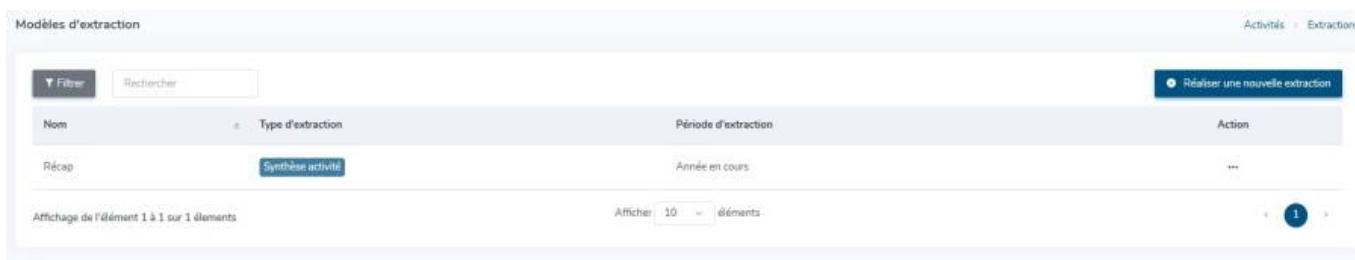 Modèles d'extraction
Activités
Extraction
Filtrer
Rechercher
Réaliser une nouvelle extraction
Nom Type d'extraction Période d'extraction Action
Récap Synthèse activité Année en cours ...
Affichage de l'élément 1 à 1 sur 1 élements
Afficher 10 éléments
1